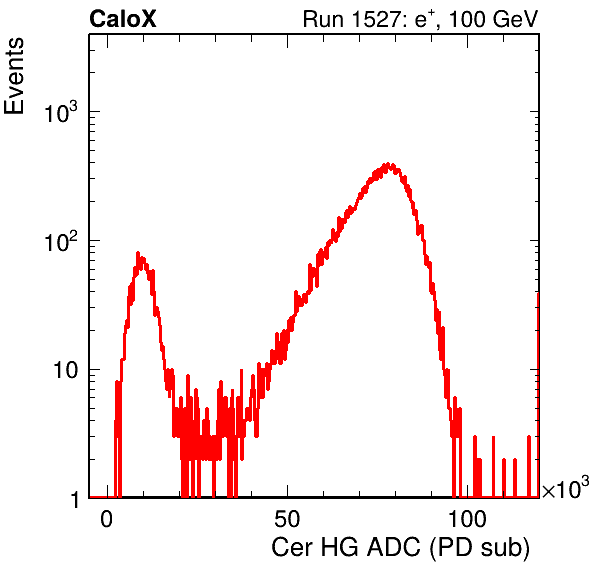 CaloX Run 1527: e⁺, 100 GeV
Events
10³
10²
10
1
0 50 100
×10³
Cer HG ADC (PD sub)